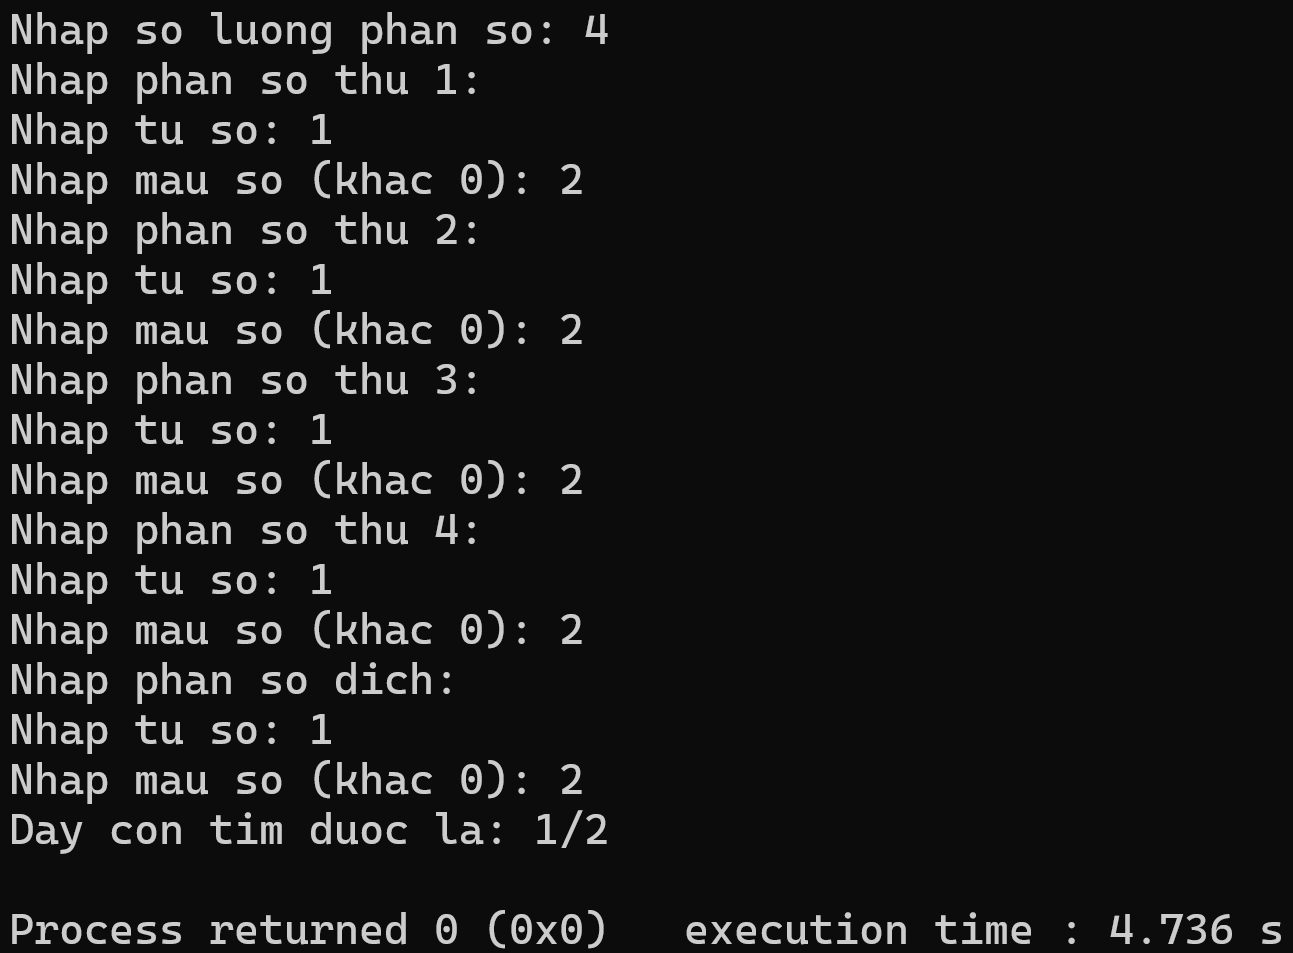 Nhap so luong phan so: 4
Nhap phan so thu 1:
Nhap tu so: 1
Nhap mau so (khac 0): 2
Nhap phan so thu 2:
Nhap tu so: 1
Nhap mau so (khac 0): 2
Nhap phan so thu 3:
Nhap tu so: 1
Nhap mau so (khac 0): 2
Nhap phan so thu 4:
Nhap tu so: 1
Nhap mau so (khac 0): 2
Nhap phan so dich:
Nhap tu so: 1
Nhap mau so (khac 0): 2
Day con tim duoc la: 1/2
Process returned 0 (0x0)   execution time : 4.736 s